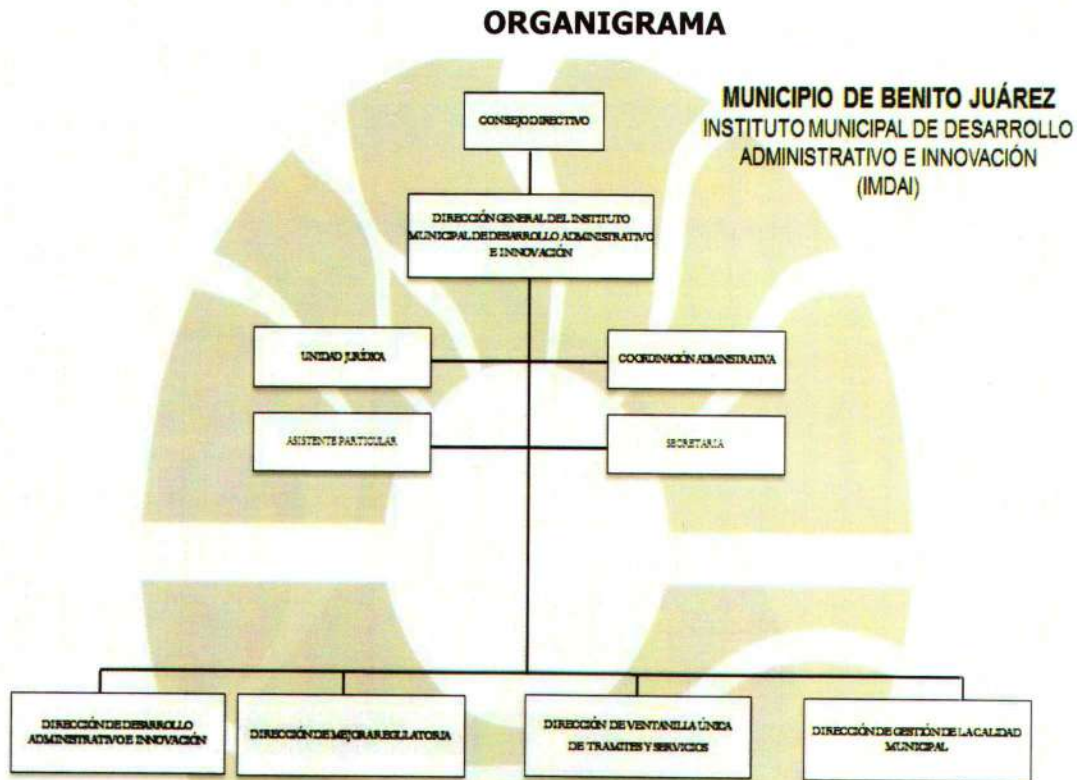 ORGANIGRAMA
MUNICIPIO DE BENITO JUÁREZ
INSTITUTO MUNICIPAL DE DESARROLLO
ADMINISTRATIVO E INNOVACIÓN
(IMDAI)
CONSEJO DIRECTIVO
DIRECCIÓN GENERAL DEL INSTITUTO
MUNICIPAL DE DESARROLLO ADMINISTRATIVO
E INNOVACIÓN
UNIDAD JURÍDICA
COORDINACIÓN ADMINISTRATIVA
ASISTENTE PARTICULAR
SECRETARIA
DIRECCIÓN DE DESARROLLO
ADMINISTRATIVO E INNOVACIÓN
DIRECCIÓN DE MEJORA REGULATORIA
DIRECCIÓN DE VENTANILLA ÚNICA
DE TRAMITES Y SERVICIOS
DIRECCIÓN DE GESTIÓN DE LA CALIDAD
MUNICIPAL